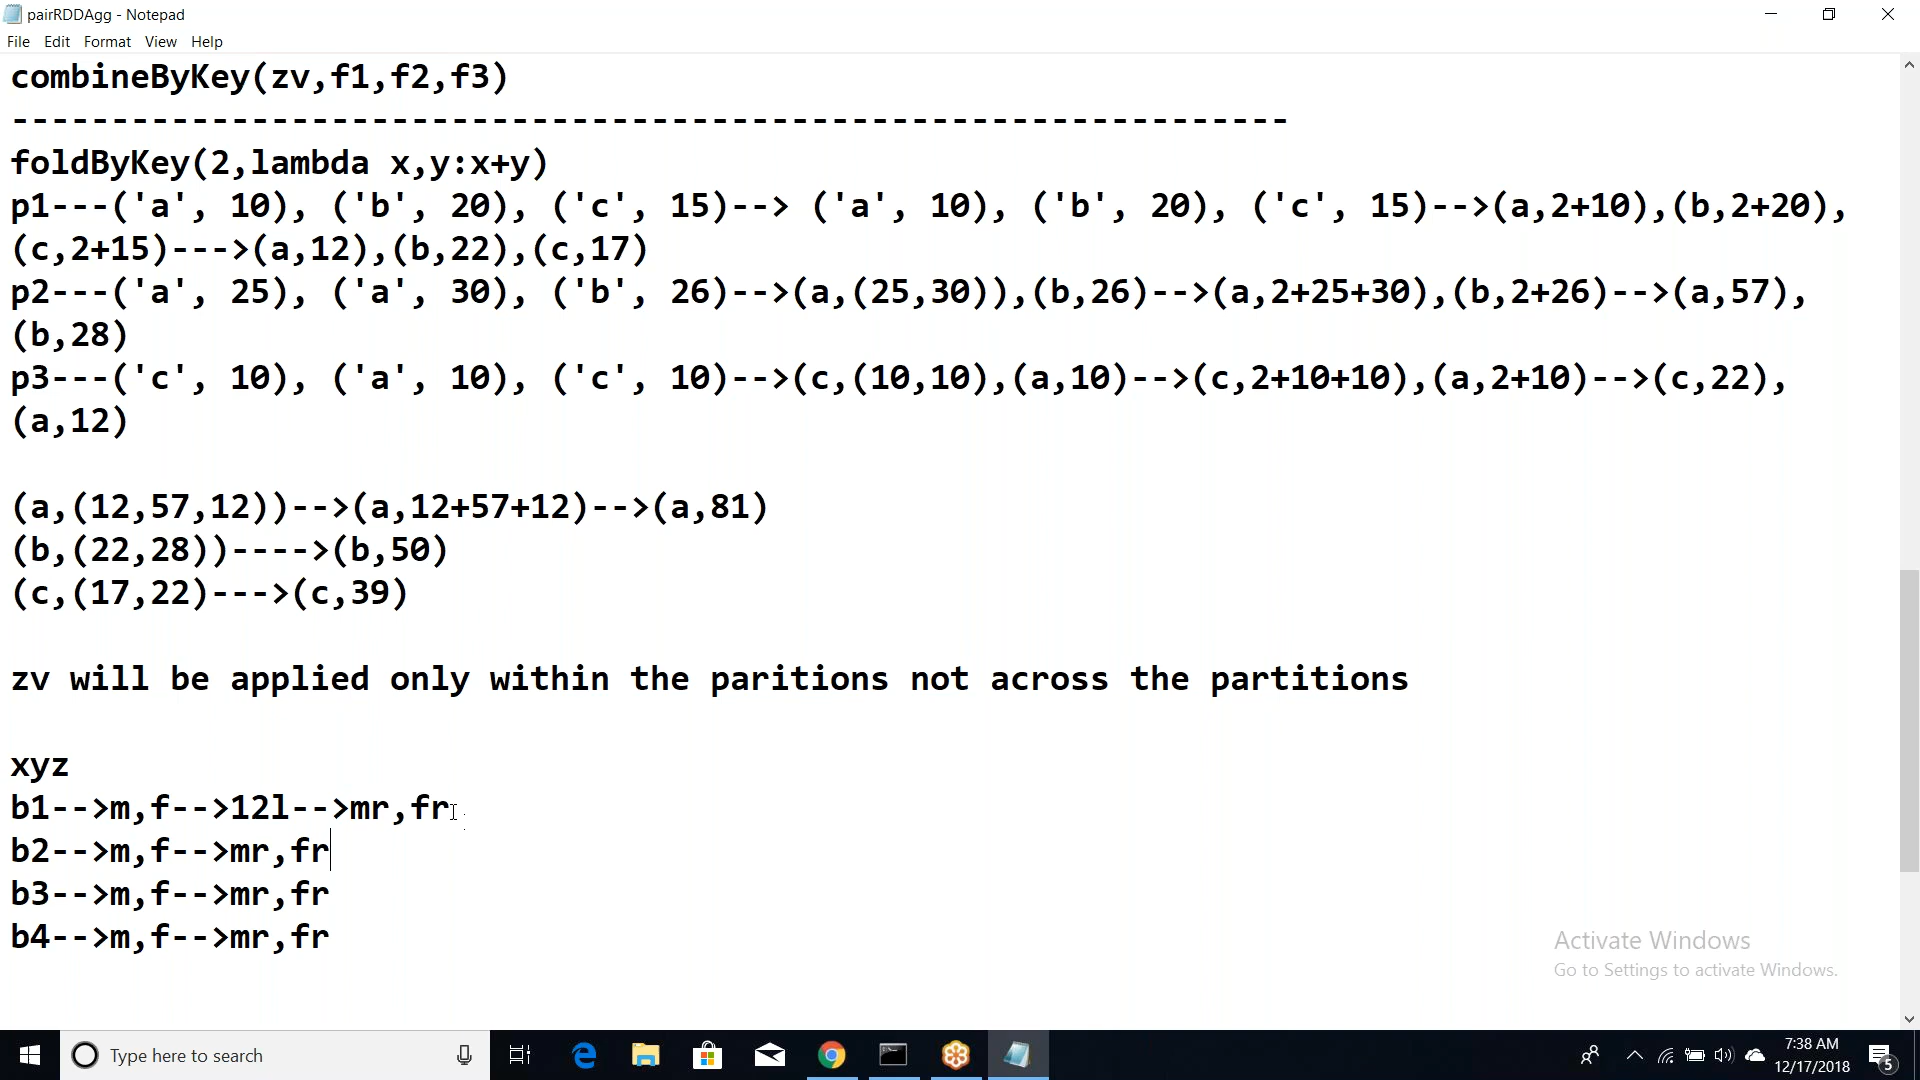 pairRDDAgg - Notepad
File Edit Format View Help
combineByKey(zv,f1,f2,f3)
----------------------------------------------------------------
foldByKey(2,lambda x,y:x+y)
p1---('a', 10), ('b', 20), ('c', 15)--> ('a', 10), ('b', 20), ('c', 15)-->(a,2+10),(b,2+20),
(c,2+15)--->(a,12),(b,22),(c,17)
p2---('a', 25), ('a', 30), ('b', 26)-->(a,(25,30)),(b,26)-->(a,2+25+30),(b,2+26)-->(a,57),
(b,28)
p3---('c', 10), ('a', 10), ('c', 10)-->(c,(10,10),(a,10)-->(c,2+10+10),(a,2+10)-->(c,22),
(a,12)
(a,(12,57,12))-->(a,12+57+12)-->(a,81)
(b,(22,28))---->(b,50)
(c,(17,22)--->(c,39)
zv will be applied only within the paritions not across the partitions
xyz
b1-->m,f-->12l-->mr,fr
b2-->m,f-->mr,fr
b3-->m,f-->mr,fr
b4-->m,f-->mr,fr
Activate Windows
Go to Settings to activate Windows.
Type here to search
7:38 AM
12/17/2018
5